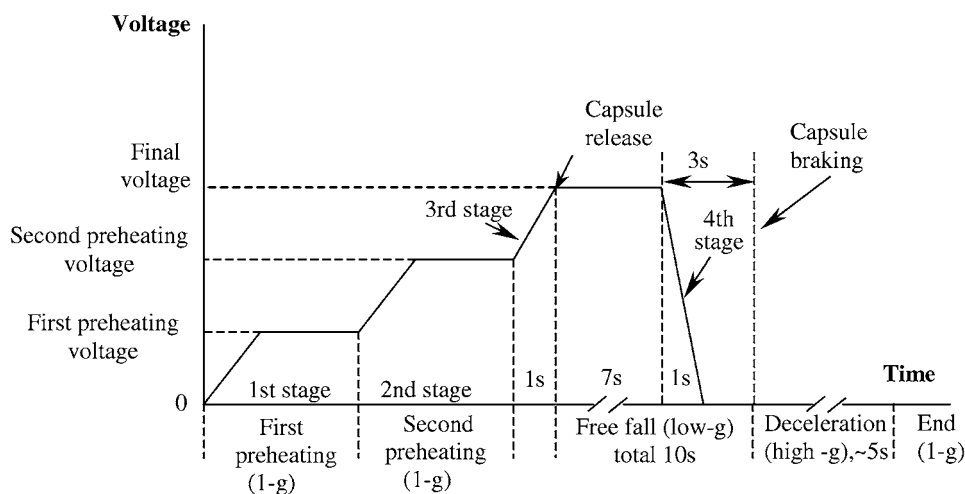 Voltage
Capsule
release
Capsule
braking
3s
Final
voltage
3rd stage
4th
stage
Second preheating
voltage
First preheating
voltage
1s
7s
1s
Time
1st stage
2nd stage
0
First
preheating
(1-g)
Second
preheating
(1-g)
Free fall (low-g)
total 10s
Deceleration
(high -g),~5s
End
(1-g)